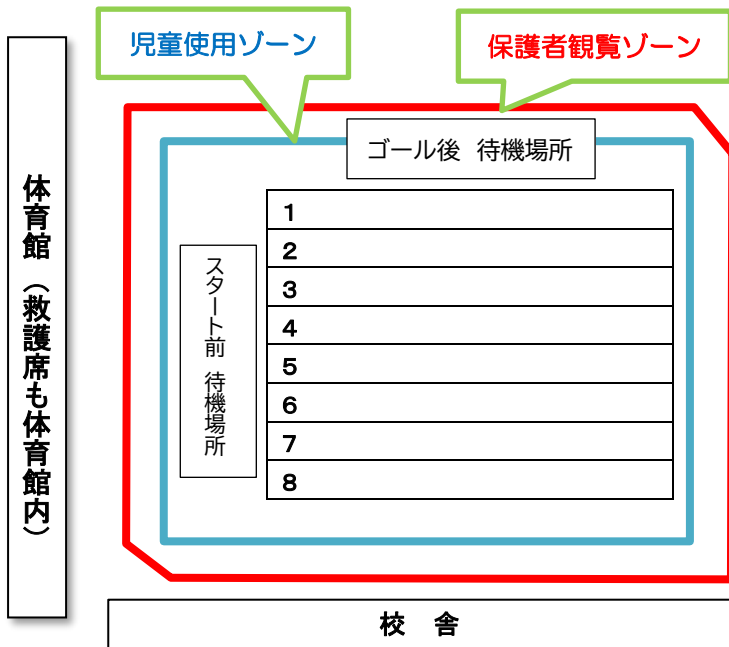 児童使用ゾーン
保護者観覧ゾーン
ゴール後 待機場所
体育館（救護席も体育館内）
スタート前 待機場所
1
2
3
4
5
6
7
8
校 舎